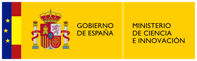 GOBIERNO
DE ESPAÑA
MINISTERIO
DE CIENCIA
E INNOVACIÓN